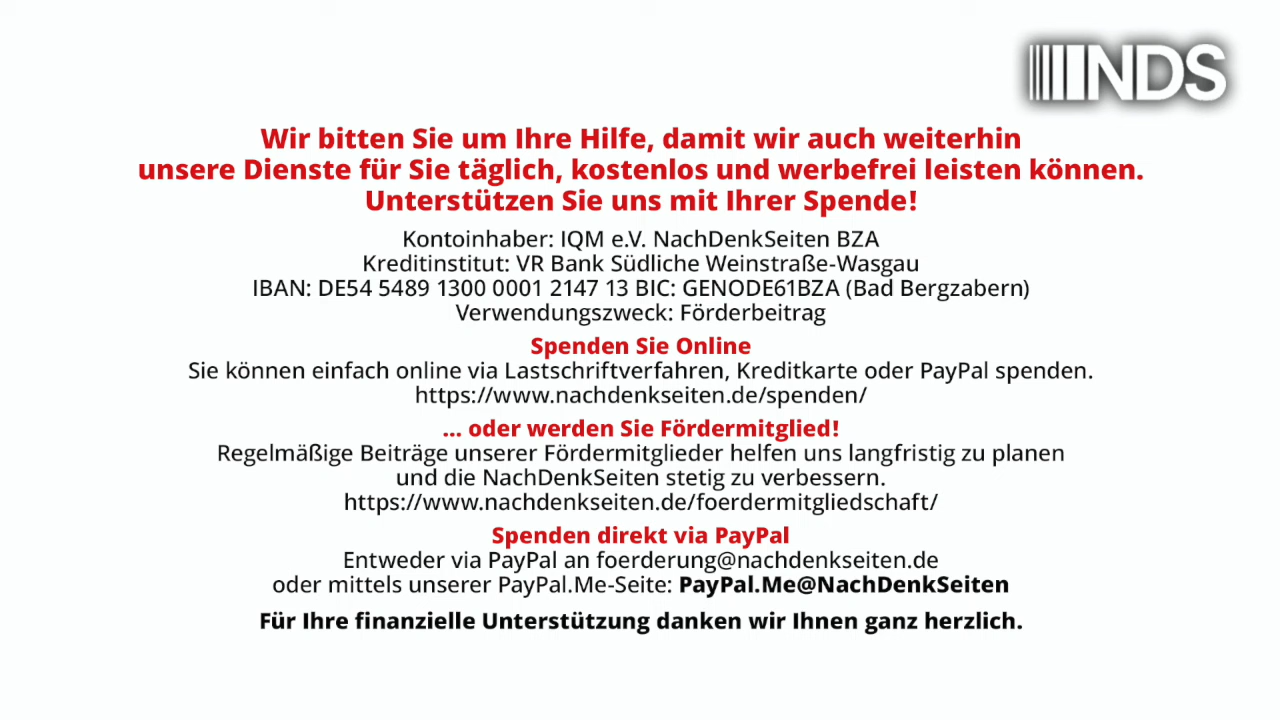 NDS
Wir bitten Sie um Ihre Hilfe, damit wir auch weiterhin
unsere Dienste für Sie täglich, kostenlos und werbefrei leisten können.
Unterstützen Sie uns mit Ihrer Spende!
Kontoinhaber: IQM e.V. NachDenkSeiten BZA
Kreditinstitut: VR Bank Südliche Weinstraße-Wasgau
IBAN: DE54 5489 1300 0001 2147 13 BIC: GENODE61BZA (Bad Bergzabern)
Verwendungszweck: Förderbeitrag
Spenden Sie Online
Sie können einfach online via Lastschriftverfahren, Kreditkarte oder PayPal spenden.
https://www.nachdenkseiten.de/spenden/
... oder werden Sie Fördermitglied!
Regelmäßige Beiträge unserer Fördermitglieder helfen uns langfristig zu planen
und die NachDenkSeiten stetig zu verbessern.
https://www.nachdenkseiten.de/foerdermitgliedschaft/
Spenden direkt via PayPal
Entweder via PayPal an foerderung@nachdenkseiten.de
oder mittels unserer PayPal.Me-Seite: PayPal.Me@NachDenkSeiten
Für Ihre finanzielle Unterstützung danken wir Ihnen ganz herzlich.